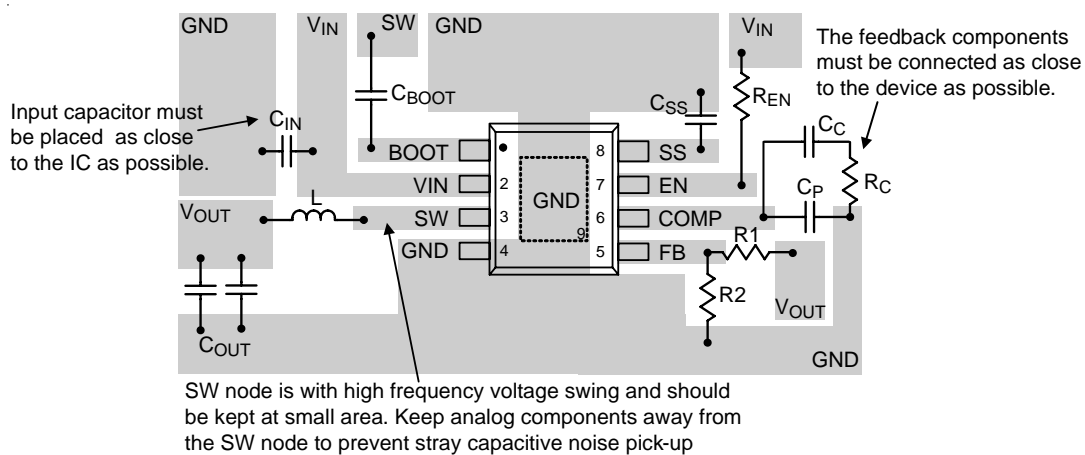 GND
VIN
SW
GND
VIN
The feedback components
must be connected as close
to the device as possible.
Input capacitor must
be placed as close
to the IC as possible.
CIN
CBOOT
CSS
REN
CC
RC
CP
BOOT
VIN
SW
GND
2
3
4
GND
9
8
7
6
5
SS
EN
COMP
FB
VOUT
L
COUT
R1
R2
VOUT
GND
SW node is with high frequency voltage swing and should
be kept at small area. Keep analog components away from
the SW node to prevent stray capacitive noise pick-up